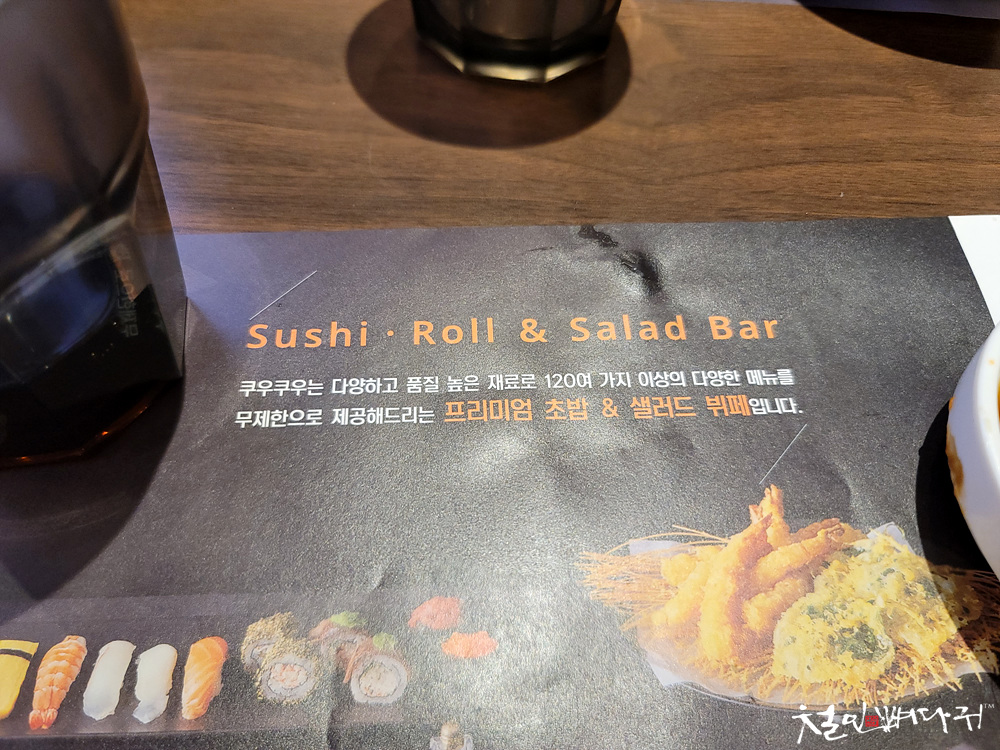 Sushi · Roll & Salad Bar
쿠우쿠우는 다양하고 품질 높은 재료로 120여 가지 이상의 다양한 메뉴를
무제한으로 제공해드리는 프리미엄 초밥 & 샐러드 뷔페입니다.